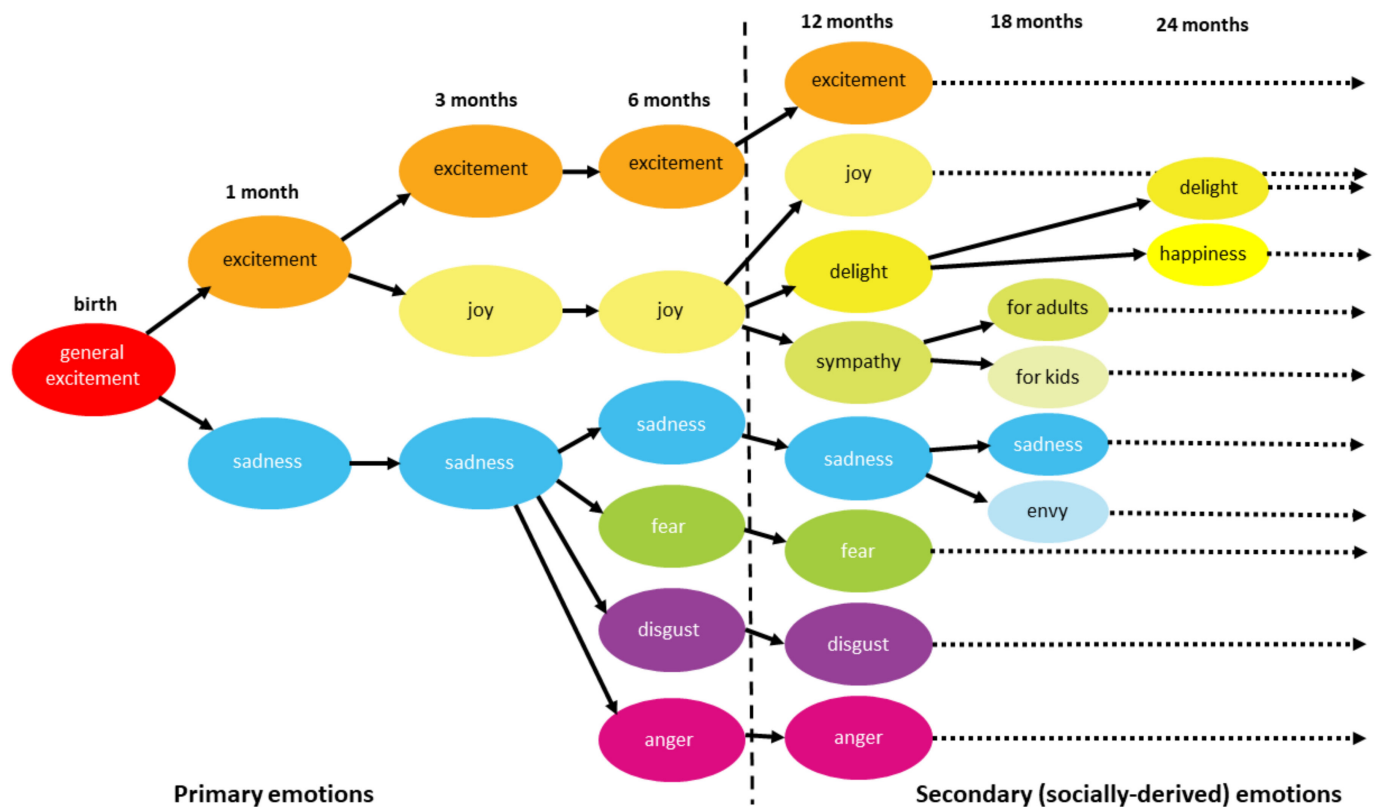 birth
general
excitement
1 month
excitement
sadness
3 months
excitement
joy
sadness
6 months
excitement
joy
sadness
fear
disgust
anger
12 months
excitement
joy
delight
sympathy
sadness
fear
disgust
anger
18 months
for adults
for kids
sadness
envy
24 months
delight
happiness
Primary emotions
Secondary (socially-derived) emotions